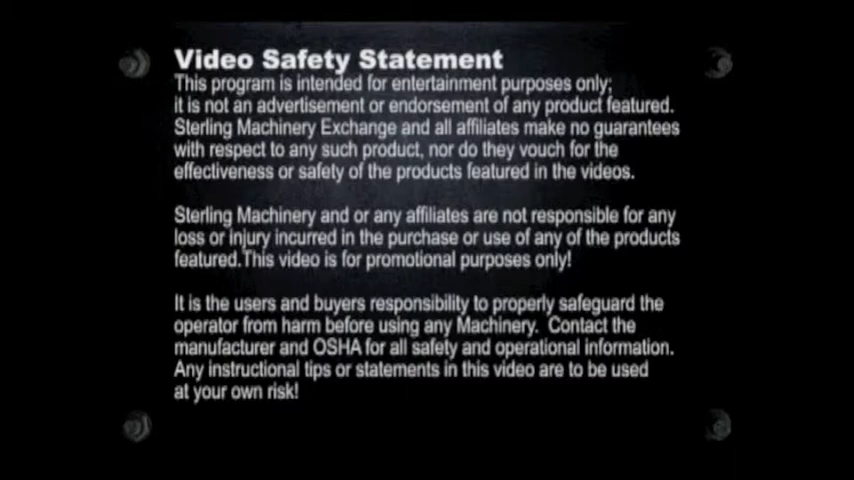 Video Safety Statement
This program is intended for entertainment purposes only;
it is not an advertisement or endorsement of any product featured.
Sterling Machinery Exchange and all affiliates make no guarantees
with respect to any such product, nor do they vouch for the
effectiveness or safety of the products featured in the videos.
Sterling Machinery and or any affiliates are not responsible for any
loss or injury incurred in the purchase or use of any of the products
featured.This video is for promotional purposes only!
It is the users and buyers responsibility to properly safeguard the
operator from harm before using any Machinery.  Contact the
manufacturer and OSHA for all safety and operational information.
Any instructional tips or statements in this video are to be used
at your own risk!